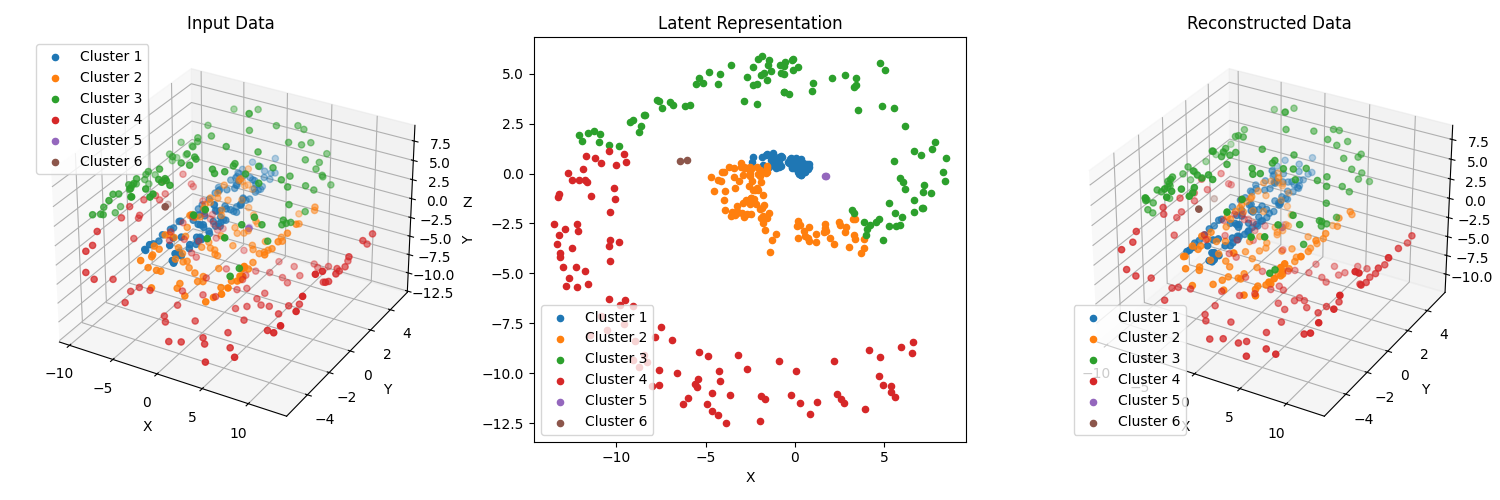 Input Data
Cluster 1
Cluster 2
Cluster 3
Cluster 4
Cluster 5
Cluster 6
7.5
5.0
2.5
0.0
−2.5
−5.0
−7.5
−10.0
−12.5
Z
Y
−10
−5
0
5
10
X
−4
−2
0
2
4
Y
Latent Representation
5.0
2.5
0.0
−2.5
−5.0
−7.5
−10.0
−12.5
Cluster 1
Cluster 2
Cluster 3
Cluster 4
Cluster 5
Cluster 6
−10
−5
0
5
X
Reconstructed Data
7.5
5.0
2.5
0.0
−2.5
−5.0
−7.5
−10.0
Cluster 1
Cluster 2
Cluster 3
Cluster 4
Cluster 5
Cluster 6
−10
−5
0
5
10
X
−4
−2
0
2
4
Y